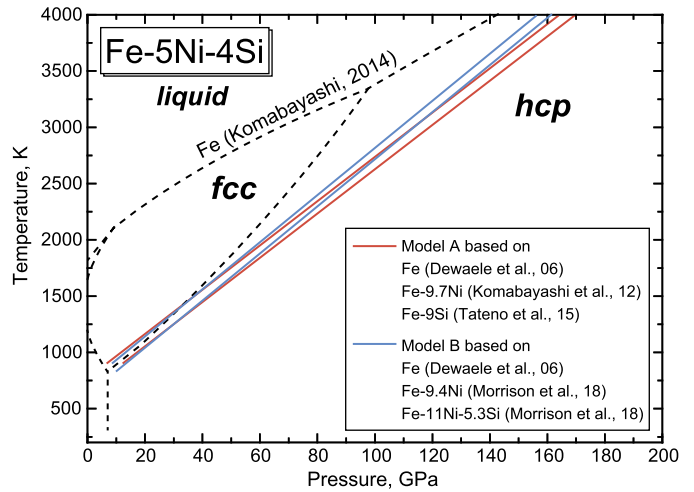 Fe-5Ni-4Si
liquid
Fe (Komabayashi, 2014)
hcp
fcc
Temperature, K
4000
3500
3000
2500
2000
1500
1000
500
Model A based on
Fe (Dewaele et al., 06)
Fe-9.7Ni (Komabayashi et al., 12)
Fe-9Si (Tateno et al., 15)
Model B based on
Fe (Dewaele et al., 06)
Fe-9.4Ni (Morrison et al., 18)
Fe-11Ni-5.3Si (Morrison et al., 18)
0 20 40 60 80 100 120 140 160 180 200
Pressure, GPa